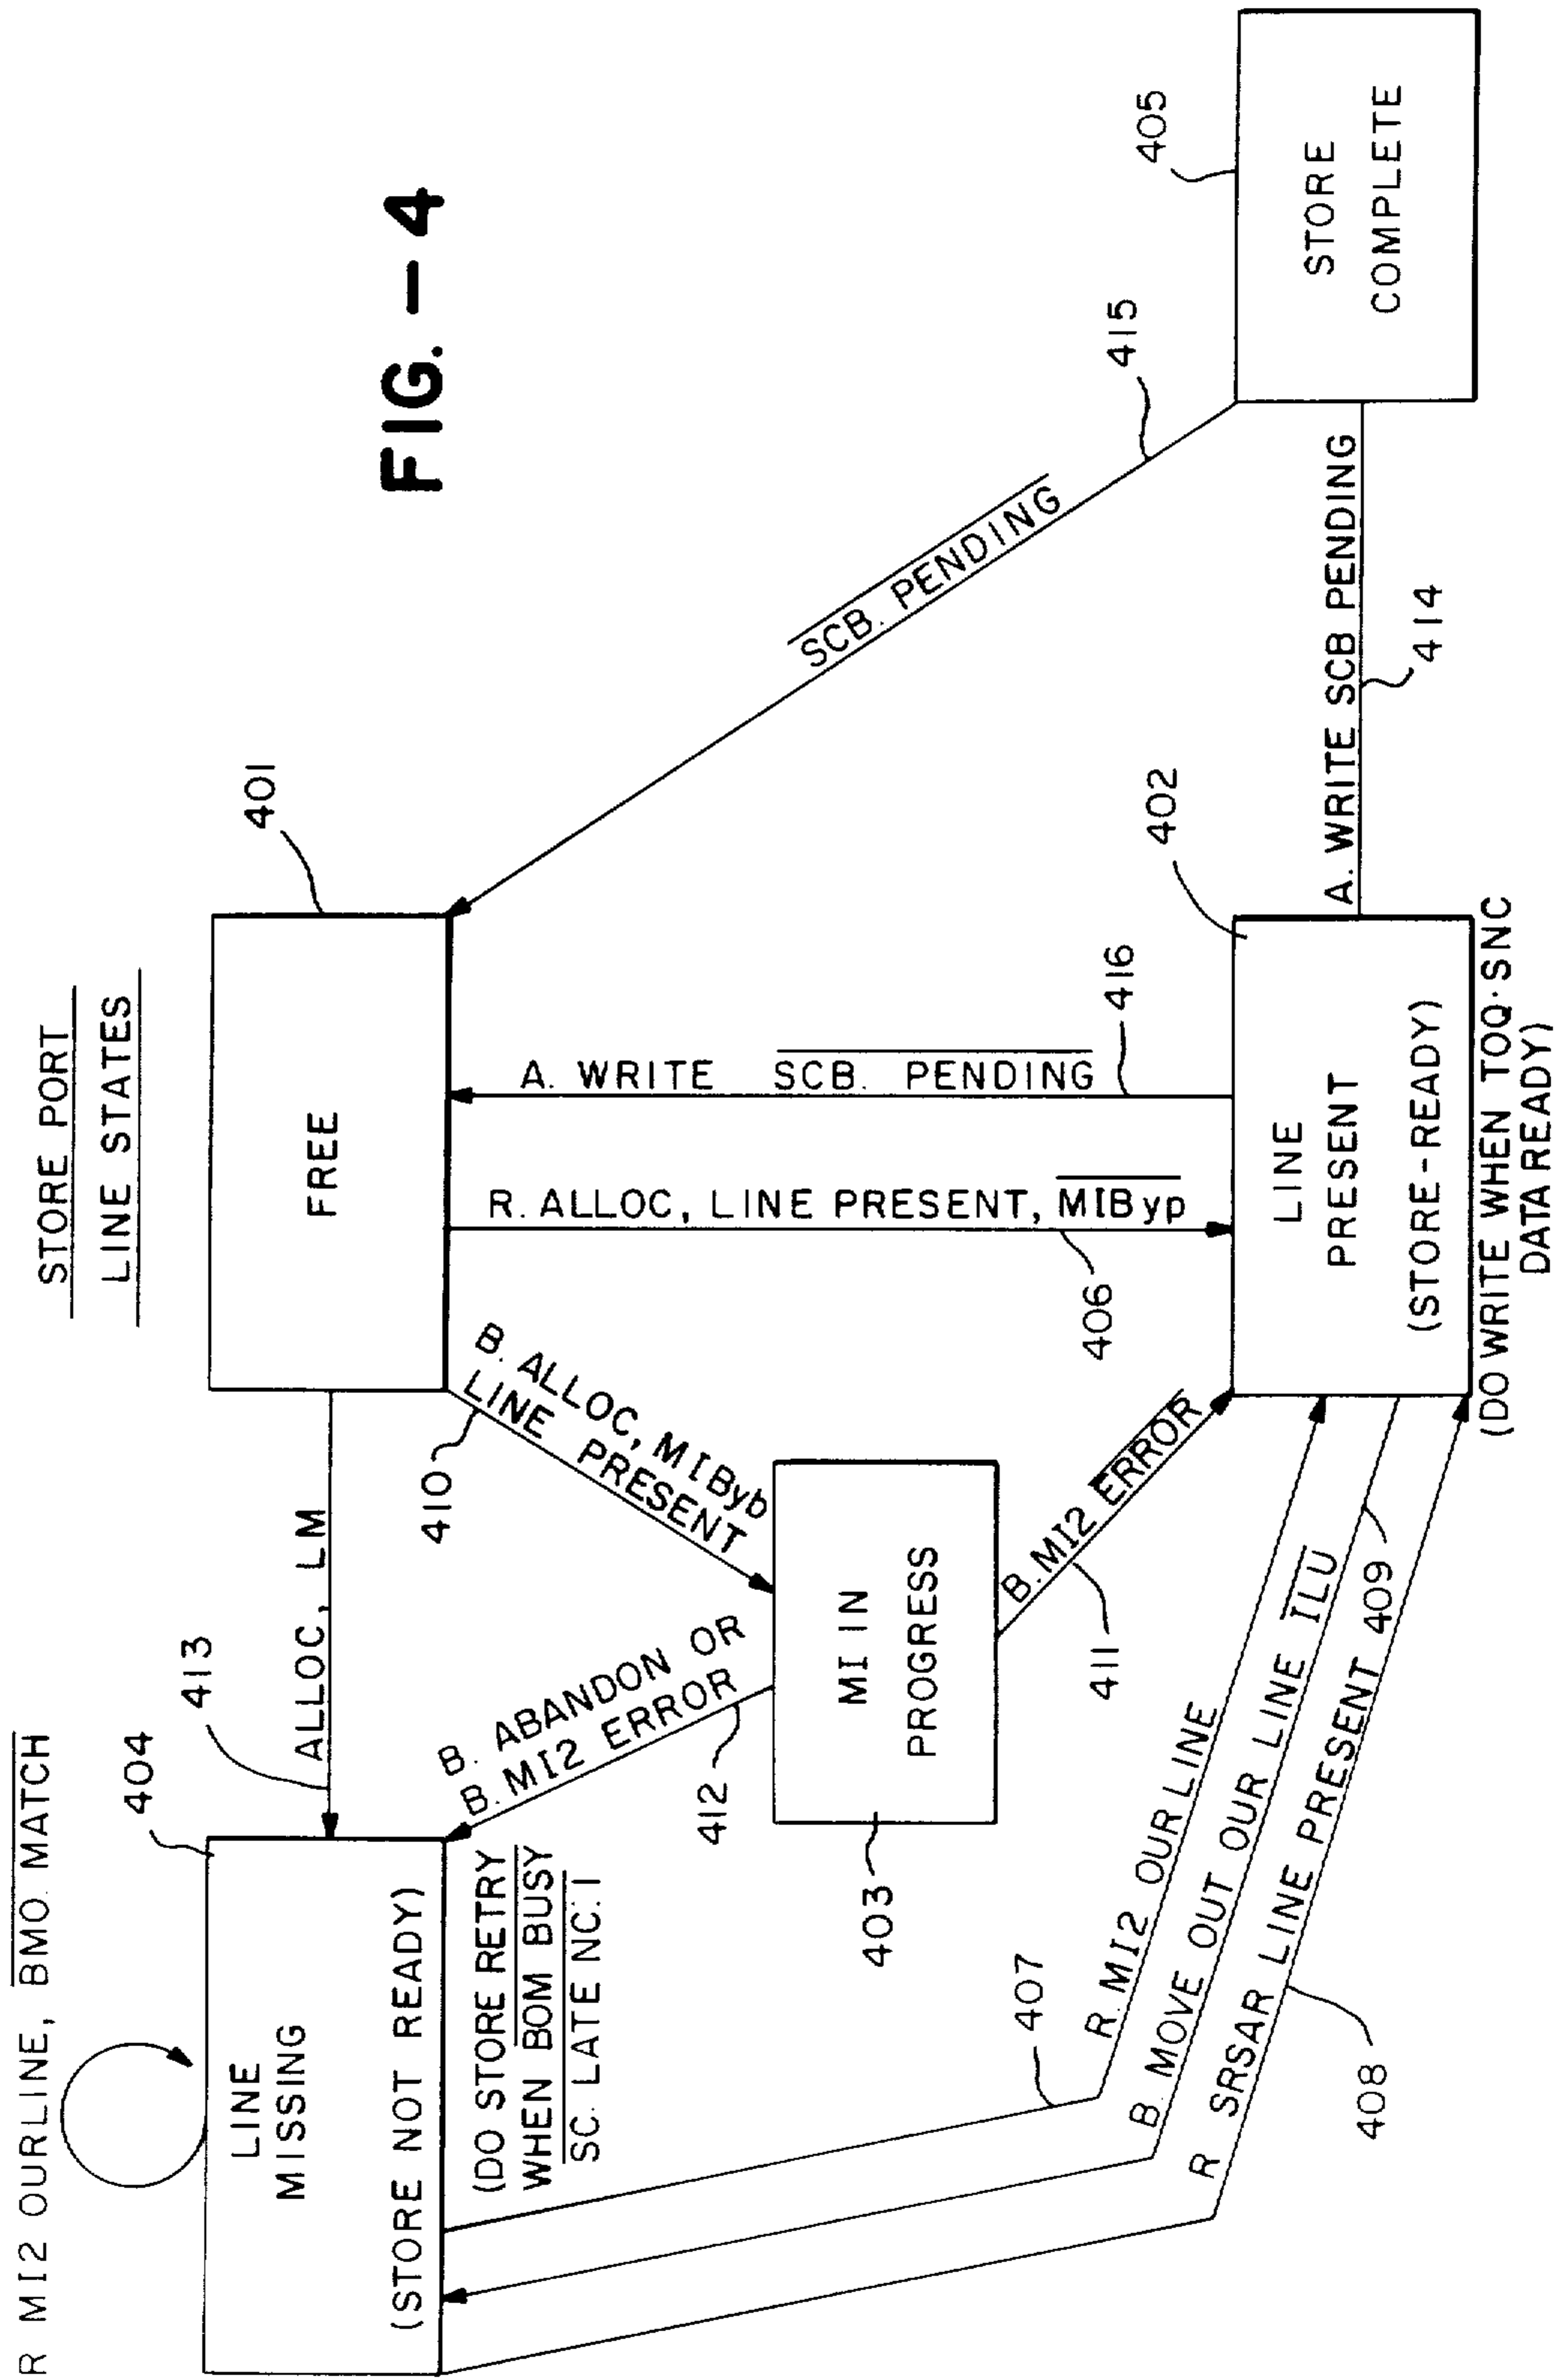 STORE PORT
LINE STATES
FIG. – 4
R MI2 OURLINE, BMO. MATCH
404
LINE
MISSING
(STORE NOT READY)
(DO STORE RETRY
WHEN BOM BUSY
SC. LATE NC.1
413
ALLOC, LM
FREE
401
B. ALLOC, MIByb
LINE PRESENT
410
B. ABANDON OR
B. MI2 ERROR
412
MI IN
PROGRESS
403
B. MI2 ERROR
411
R. ALLOC, LINE PRESENT, MIByp
406
A. WRITE SCB. PENDING
416
SCB. PENDING
415
405
STORE
COMPLETE
A. WRITE SCB PENDING
414
402
LINE
PRESENT
(STORE-READY)
(DO WRITE WHEN TOQ·SNC
DATA READY)
407
R. MI2 OUR LINE
B. MOVE OUT OUR LINE ILU
409
R SRSAR LINE PRESENT
408